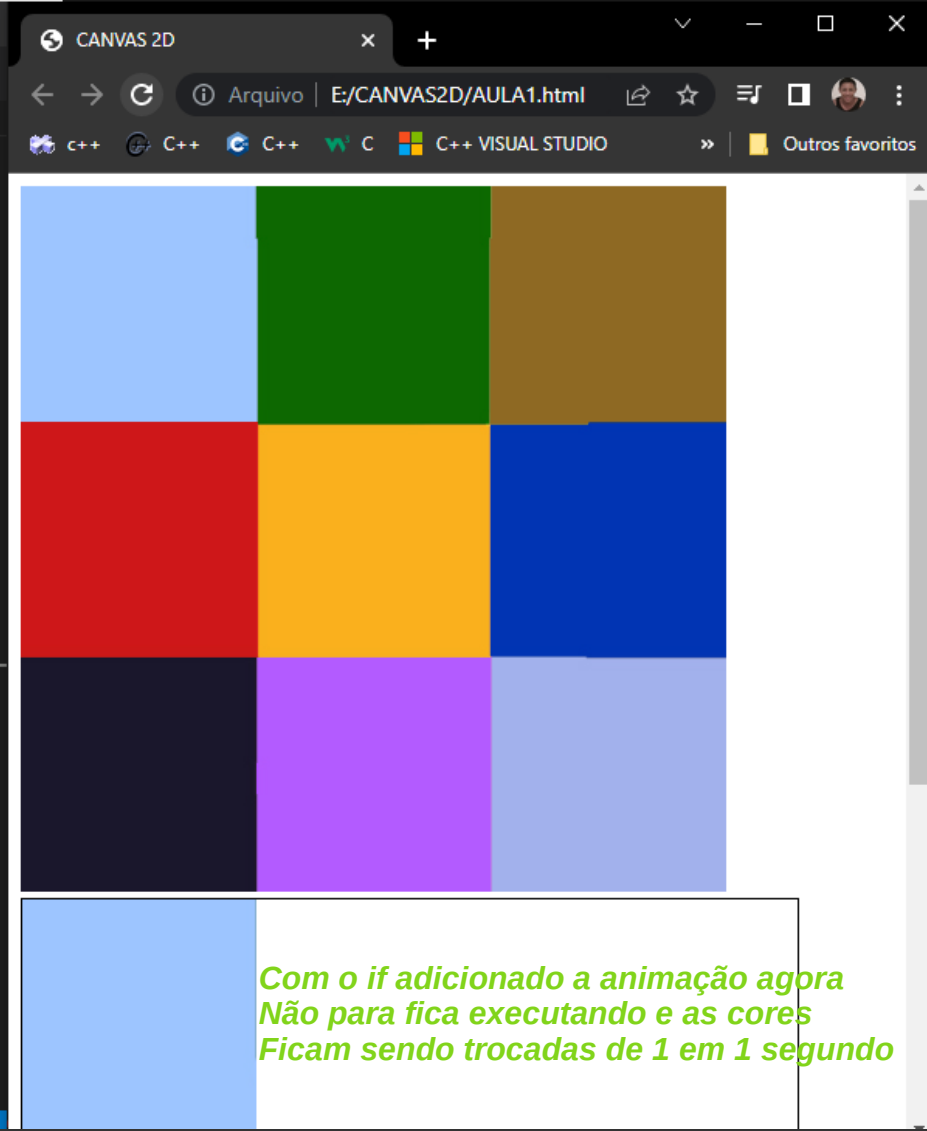 CANVAS 2D
Arquivo E:/CANVAS2D/AULA1.html
c++ C++ C++ C C++ VISUAL STUDIO » Outros favoritos
Com o if adicionado a animação agora
Não para fica executando e as cores
Ficam sendo trocadas de 1 em 1 segundo